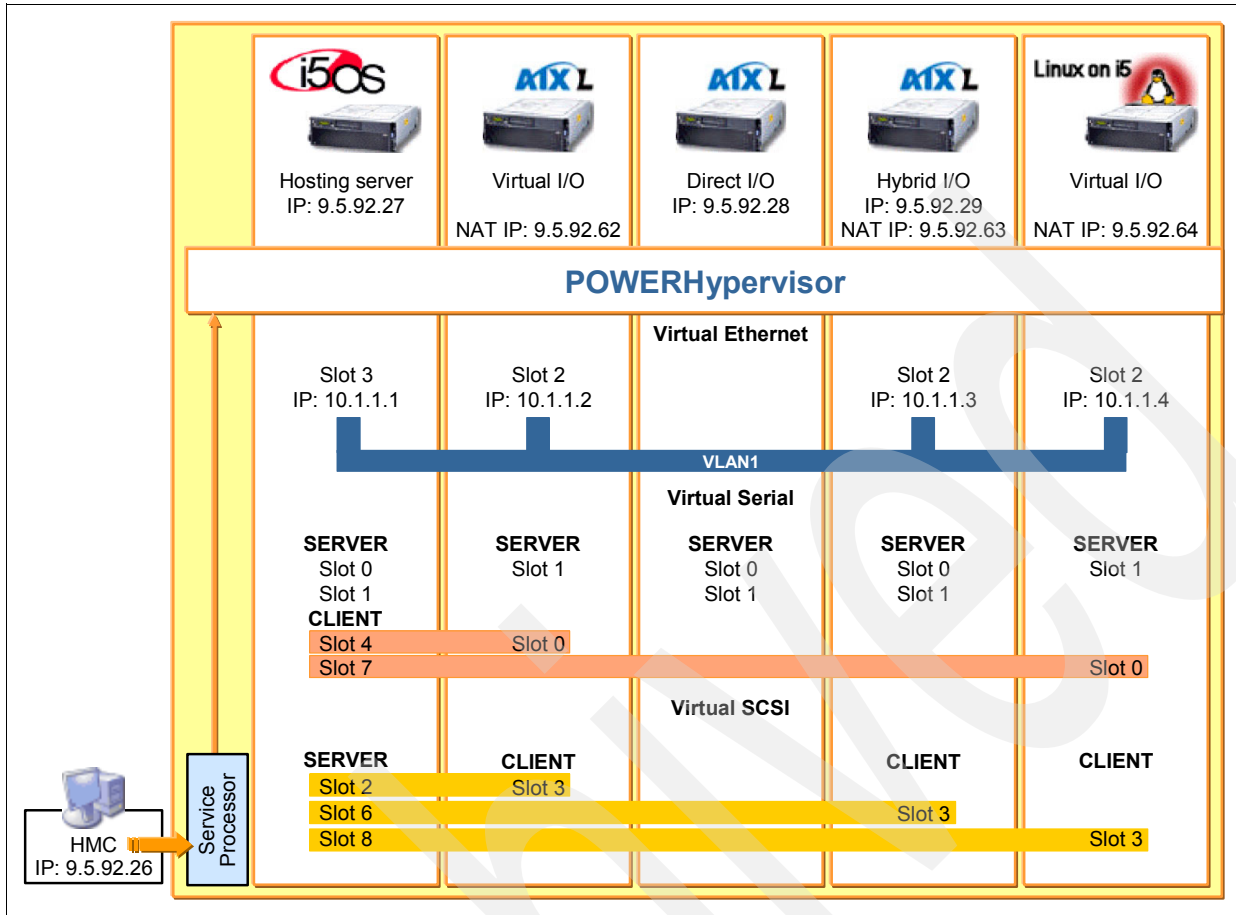 i5OS
AIX L
AIX L
AIX L
Linux on i5
Hosting server
IP: 9.5.92.27
Virtual I/O
NAT IP: 9.5.92.62
Direct I/O
IP: 9.5.92.28
Hybrid I/O
IP: 9.5.92.29
NAT IP: 9.5.92.63
Virtual I/O
NAT IP: 9.5.92.64
POWERHypervisor
Virtual Ethernet
Slot 3
IP: 10.1.1.1
Slot 2
IP: 10.1.1.2
Slot 2
IP: 10.1.1.3
Slot 2
IP: 10.1.1.4
VLAN1
Virtual Serial
SERVER
Slot 0
Slot 1
SERVER
Slot 1
SERVER
Slot 0
Slot 1
SERVER
Slot 0
Slot 1
SERVER
Slot 1
CLIENT
Slot 4 Slot 0
Slot 7 Slot 0
Virtual SCSI
SERVER CLIENT CLIENT CLIENT
Slot 2 Slot 3
Slot 6 Slot 3
Slot 8 Slot 3
Service
Processor
HMC
IP: 9.5.92.26